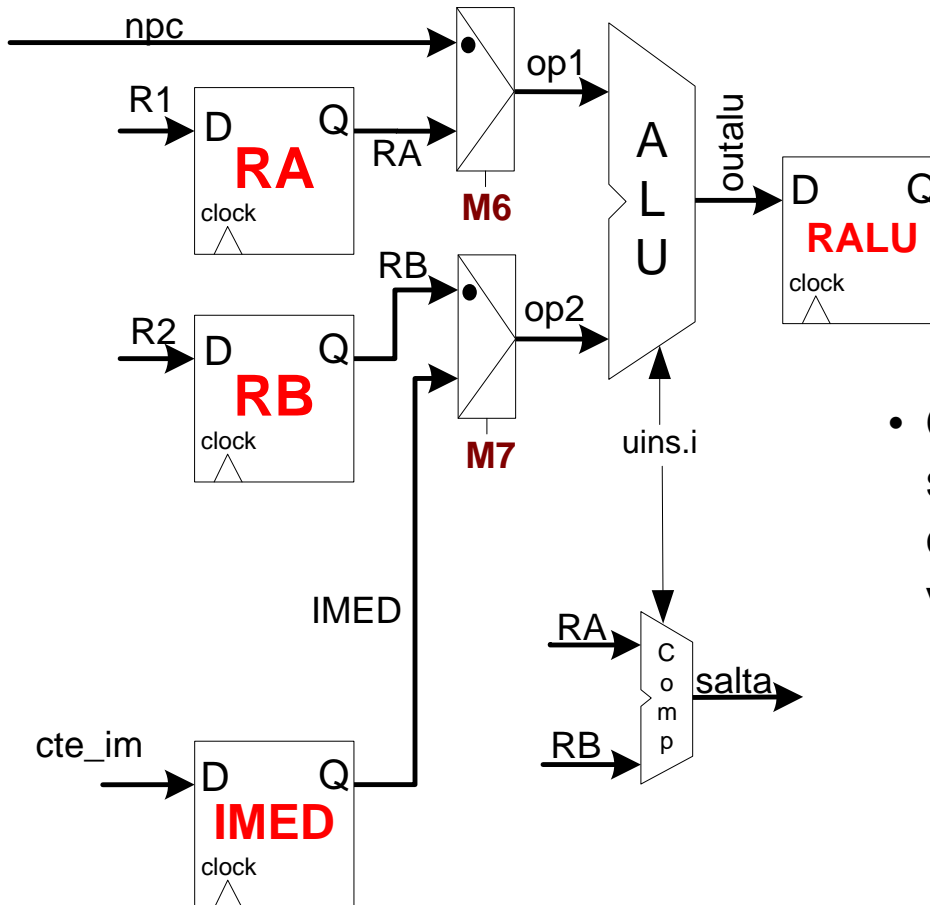 npc
op1
R1
D Q
RA
RA
clock
M6
A
L
U
outalu
D Q
RALU
clock
RB
op2
R2
D Q
RB
clock
M7
uins.i
•
IMED
RA
C
o
m
p
salta
RB
cte_im
D Q
IMED
clock